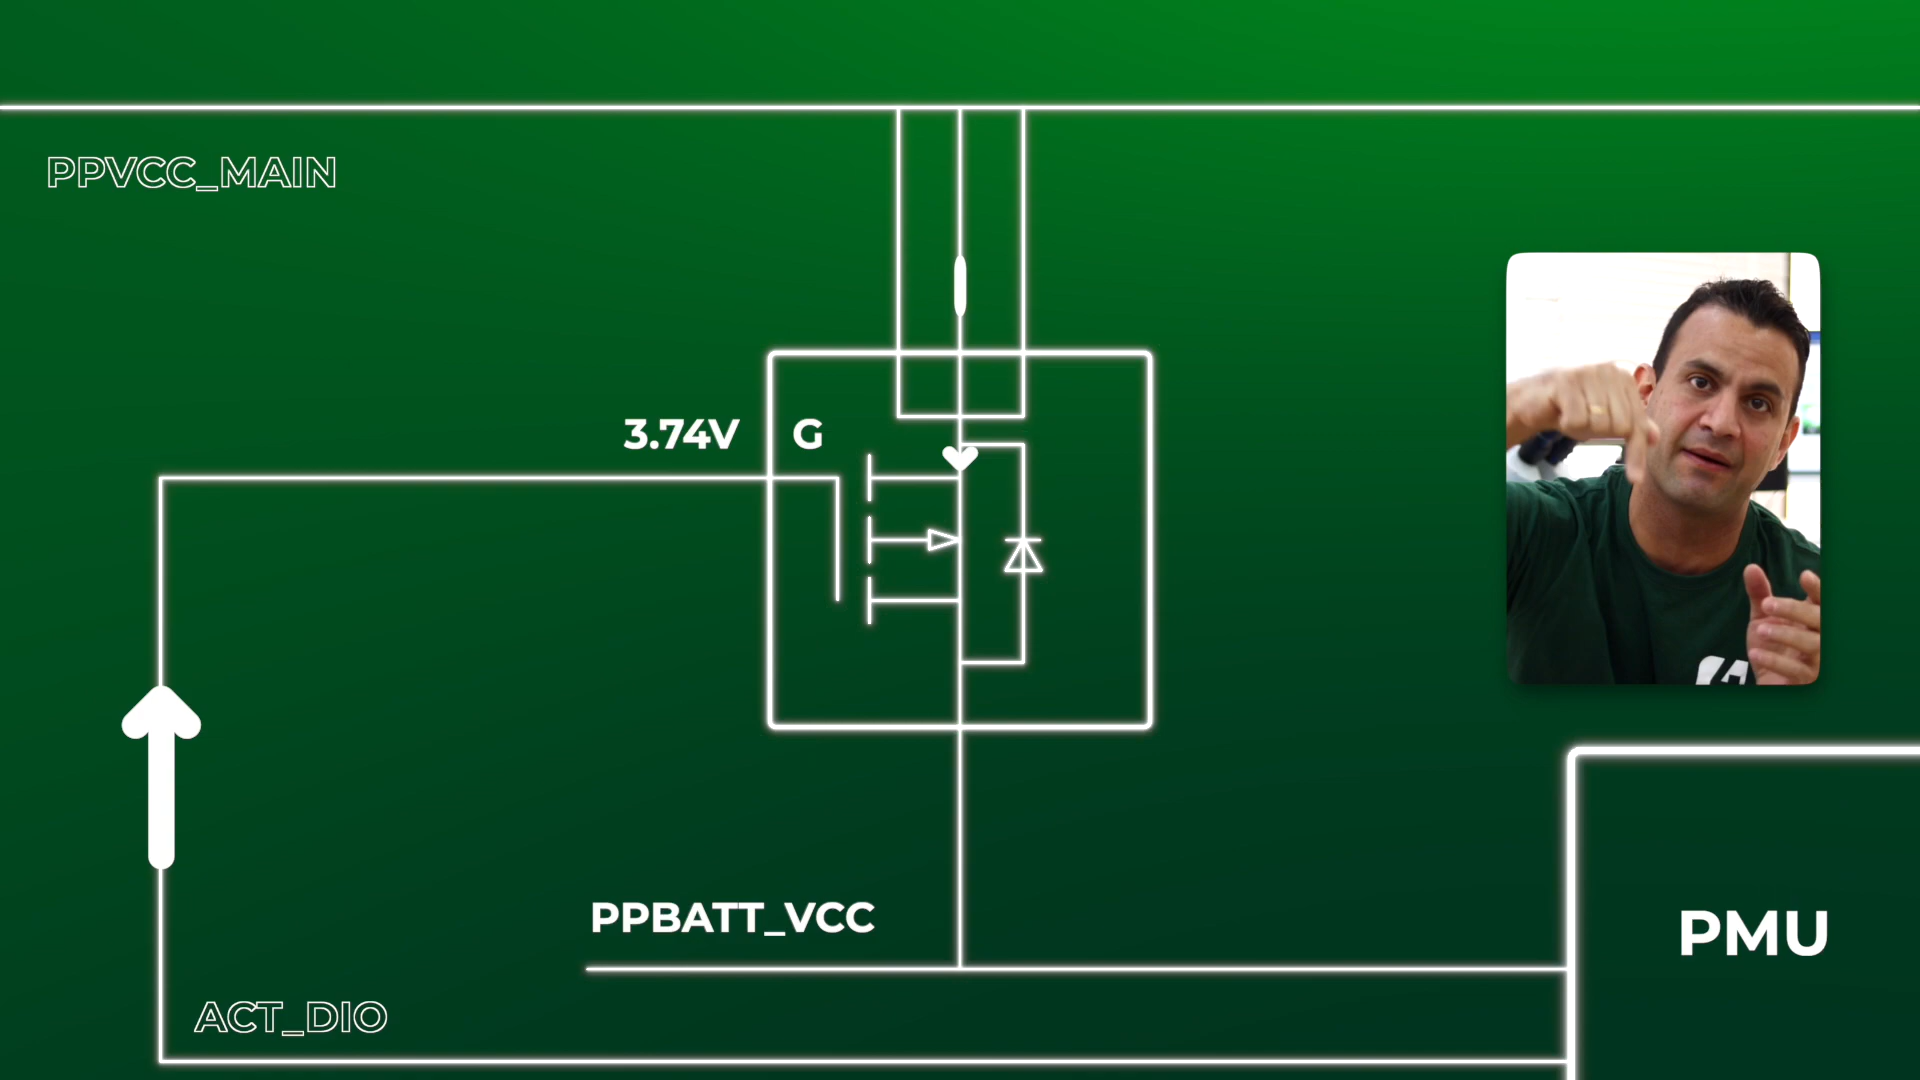 PPVCC_MAIN
3.74V G
PPBATT_VCC
PMU
ACT_DIO